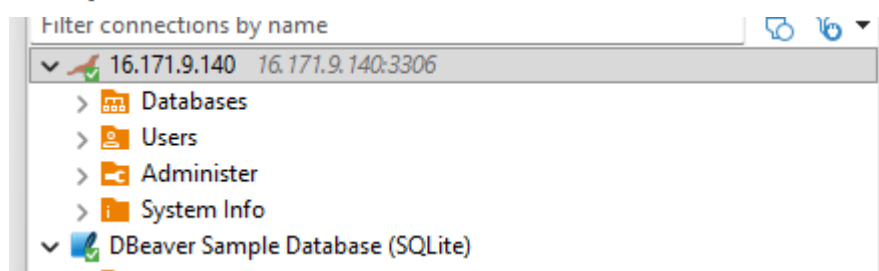 Filter connections by name
16.171.9.140 16.171.9.140:3306
Databases
Users
Administer
System Info
DBeaver Sample Database (SQLite)